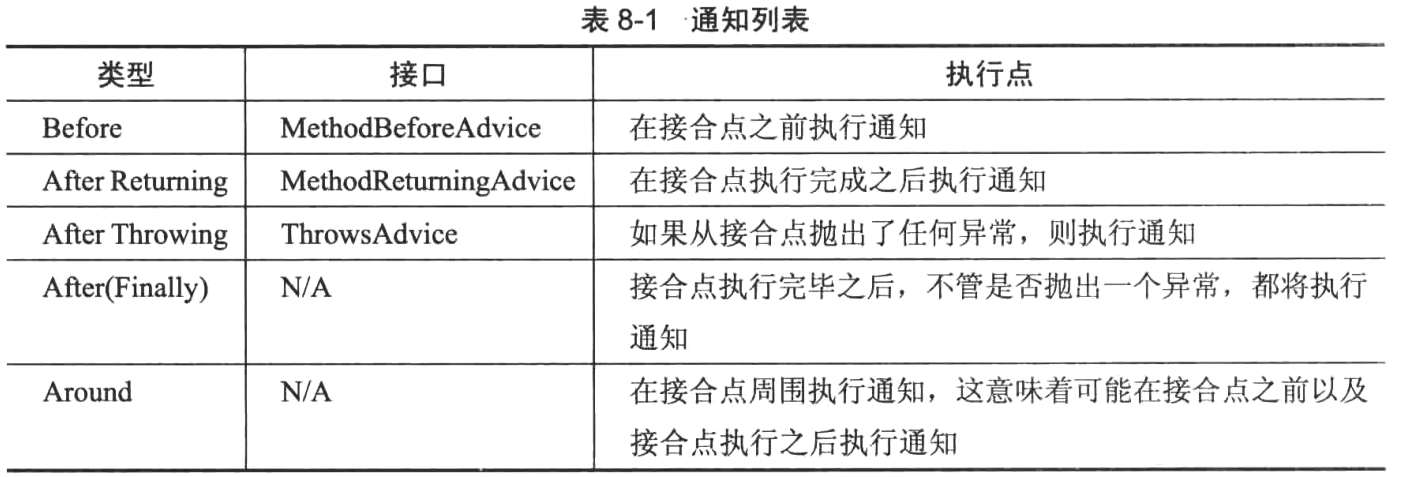 表 8-1 通知列表
类型 接口 执行点
Before MethodBeforeAdvice 在接合点之前执行通知
After Returning MethodReturningAdvice 在接合点执行完成之后执行通知
After Throwing ThrowsAdvice 如果从接合点抛出了任何异常，则执行通知
After(Finally) N/A 接合点执行完毕之后，不管是否抛出一个异常，都将执行
通知
Around N/A 在接合点周围执行通知，这意味着可能在接合点之前以及
接合点执行之后执行通知